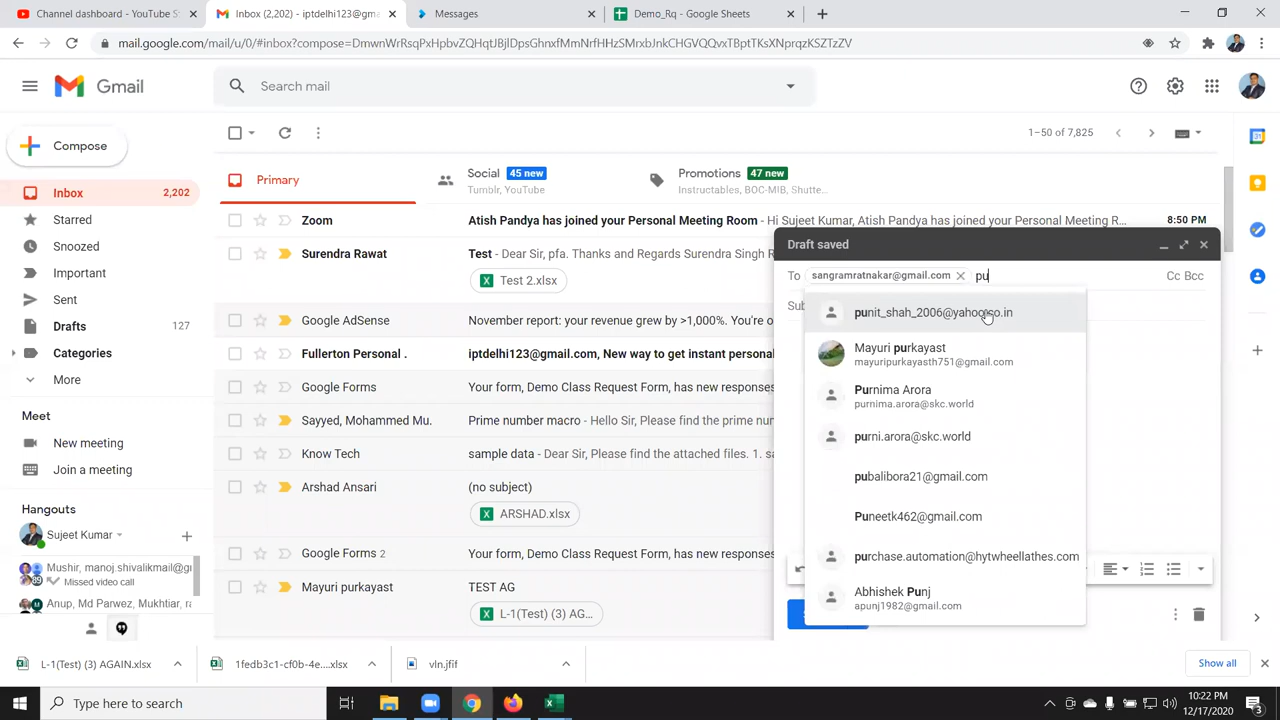 Channel dashboard - YouTube St
Inbox (2,202) - iptdelhi123@gma
Messages
Demo_Rq - Google Sheets
mail.google.com/mail/u/0/#inbox?compose=DmwnWrRsqPxHpbvZQHqtJBjlDpsGhnxfMmNrfHHzSMrxbJnkCHGVQQvxTBptTKsXNprqzKSZTzZV
Gmail
Search mail
Compose
1–50 of 7,825
Inbox 2,202
Starred
Snoozed
Important
Sent
Drafts 127
Categories
More
Meet
New meeting
Join a meeting
Hangouts
Sujeet Kumar
Mushir, manoj.shivalikmail@gi
Missed video call
89
Anup, Md Parwez, Mukhtiar, ra
Primary
Social 45 new
Tumblr, YouTube
Promotions 47 new
Instructables, BOC-MIB, Shutte...
Zoom Atish Pandya has joined your Personal Meeting Room - Hi Sujeet Kumar, Atish Pandya has joined your Personal Meeting R... 8:50 PM
Surendra Rawat Test - Dear Sir, pfa. Thanks and Regards Surendra Singh R
Test 2.xlsx
Google AdSense November report: your revenue grew by >1,000%. Your m
Fullerton Personal . iptdelhi123@gmail.com, New way to get instant personal
Google Forms Your form, Demo Class Request Form, has new responses
Sayyed, Mohammed Mu. Prime number macro - Hello Sir, Please find the prime num
Know Tech sample data - Dear Sir, Please find the attached files. 1. sa
Arshad Ansari (no subject)
ARSHAD.xlsx
Google Forms 2 Your form, Demo Class Request Form, has new responses
Mayuri purkayast TEST AG
L-1(Test) (3) AG...
Draft saved
To sangramratnakar@gmail.com pu Cc Bcc
Sub
punit_shah_2006@yahoo.co.in
Mayuri purkayast
mayuripurkayasth751@gmail.com
Purnima Arora
purnima.arora@skc.world
purni.arora@skc.world
pubalibora21@gmail.com
Puneetk462@gmail.com
purchase.automation@hytwheellathes.com
Abhishek Punj
apunj1982@gmail.com
L-1(Test) (3) AGAIN.xlsx
1fedb3c1-cf0b-4e....xlsx
vln.jfif
Show all
Type here to search
10:22 PM
12/17/2020
3